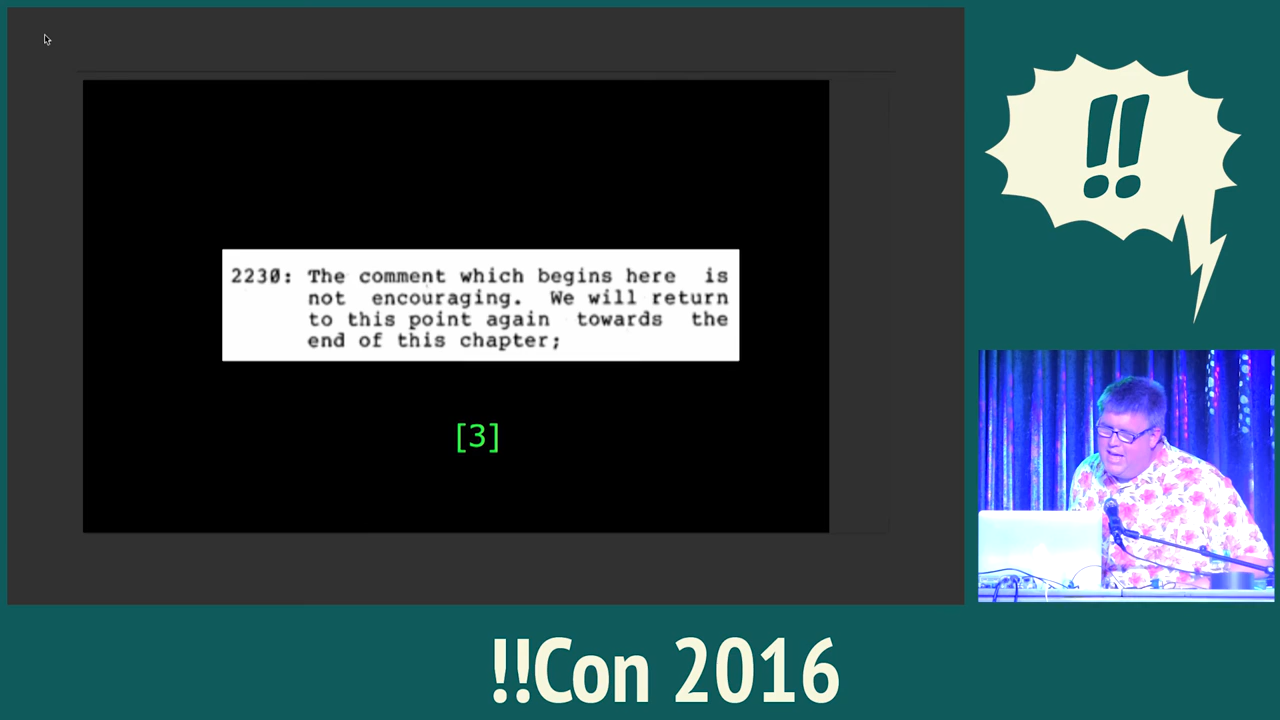 !!
2230: The comment which begins here is
not encouraging. We will return
to this point again towards the
end of this chapter;
[3]
!!Con 2016